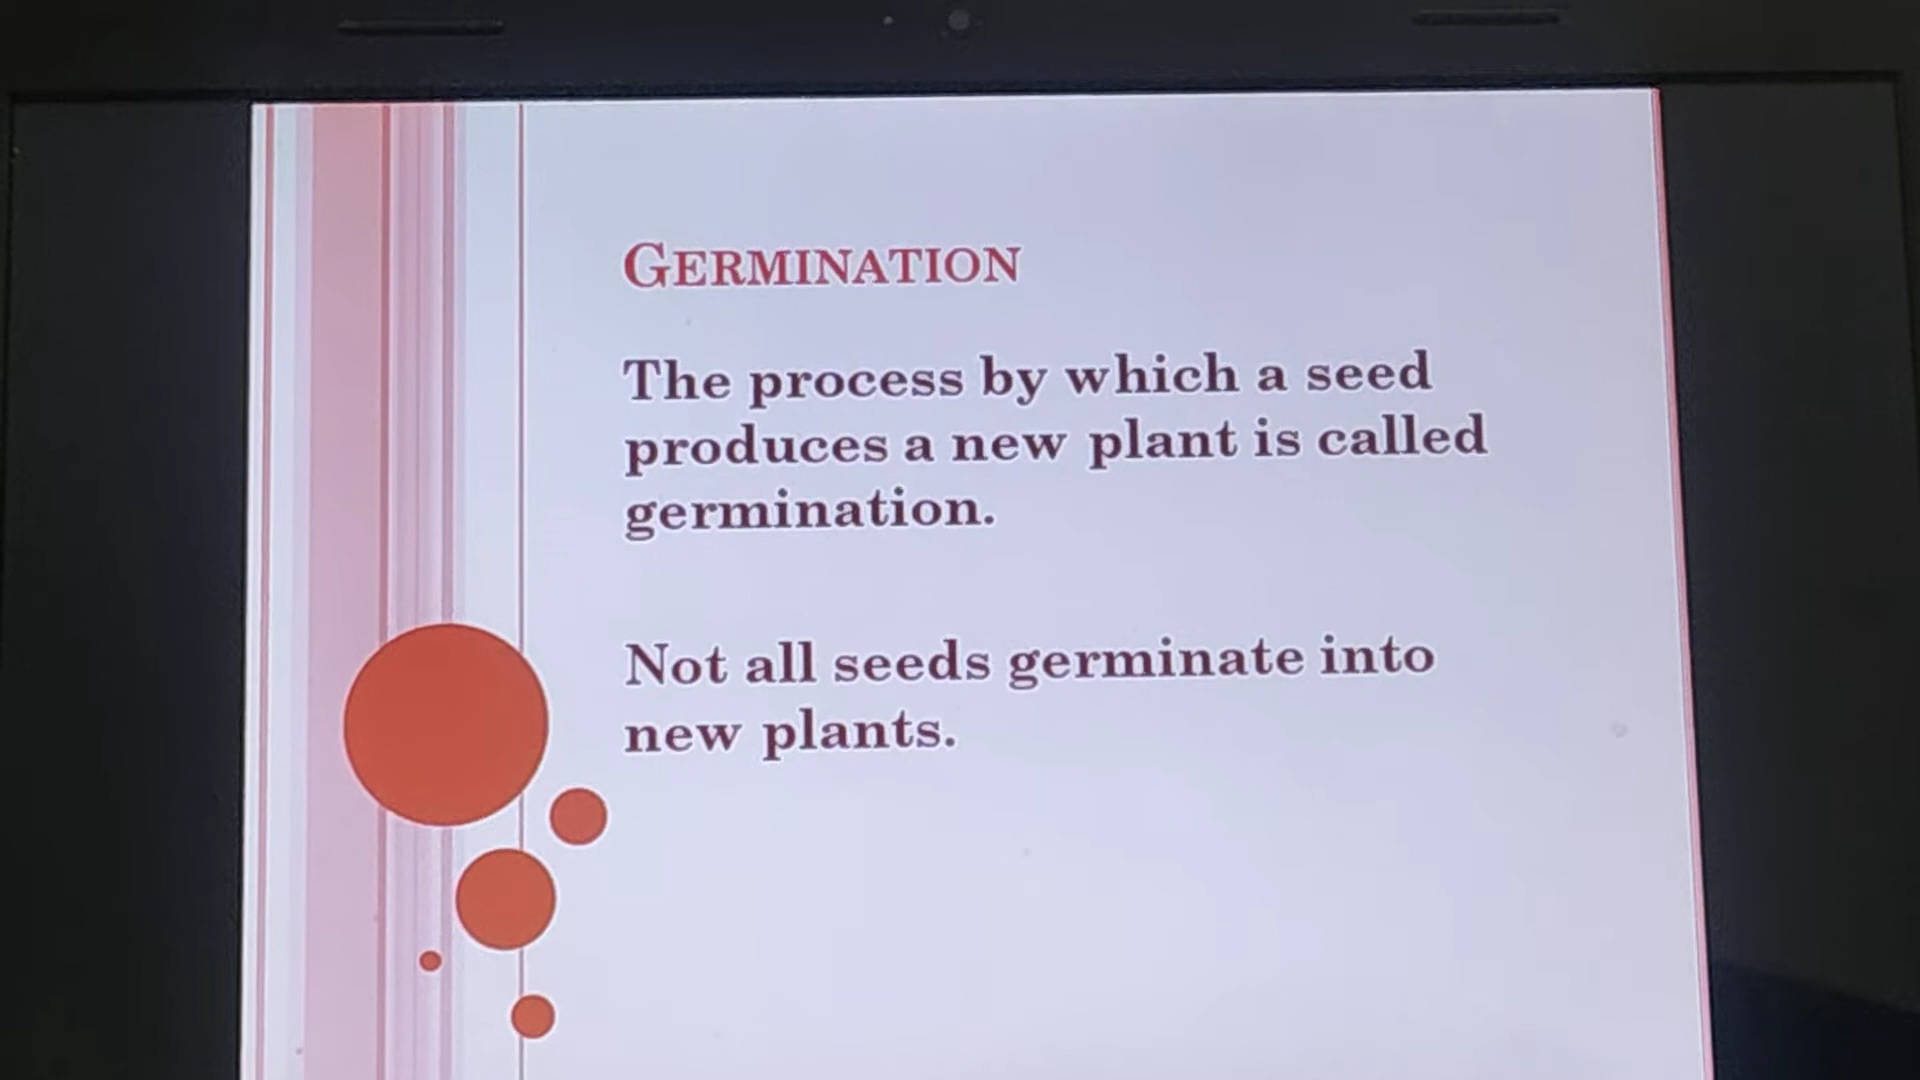 GERMINATION
The process by which a seed
produces a new plant is called
germination.
Not all seeds germinate into
new plants.